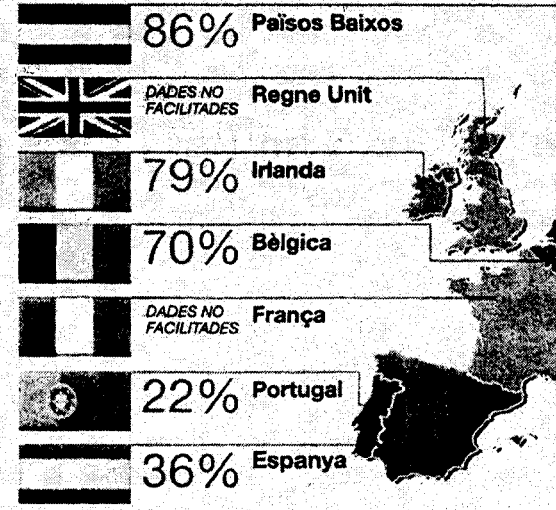 86% Països Baixos
DADES NO
FACILITADES
Regne Unit
79% Irlanda
70% Bèlgica
DADES NO
FACILITADES
França
22% Portugal
36% Espanya